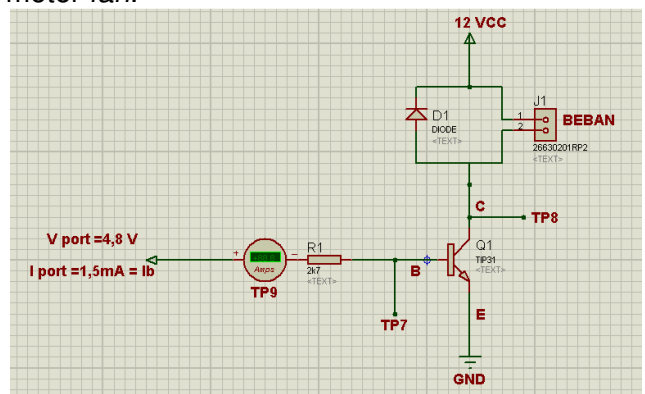 motor fan.
12 VCC
J1
D1
1
2
BEBAN
DIODE
<TEXT>
26630201RP2
<TEXT>
C
TP8
V port =4,8 V
R1
Q1
+
-
I port =1,5mA = Ib
Amps
2k7
B
TIP31
<TEXT>
<TEXT>
TP9
TP7
E
GND